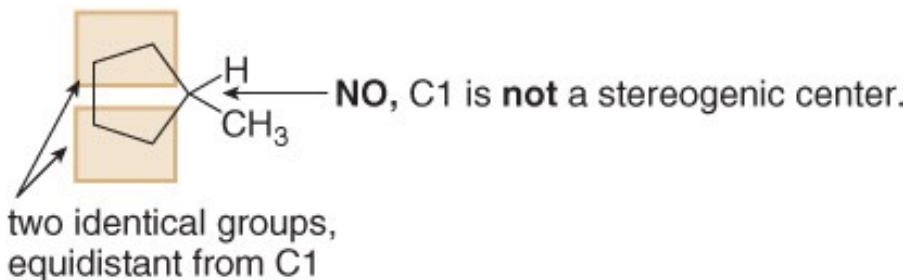 H
NO, C1 is not a stereogenic center.
CH₃
two identical groups,
equidistant from C1